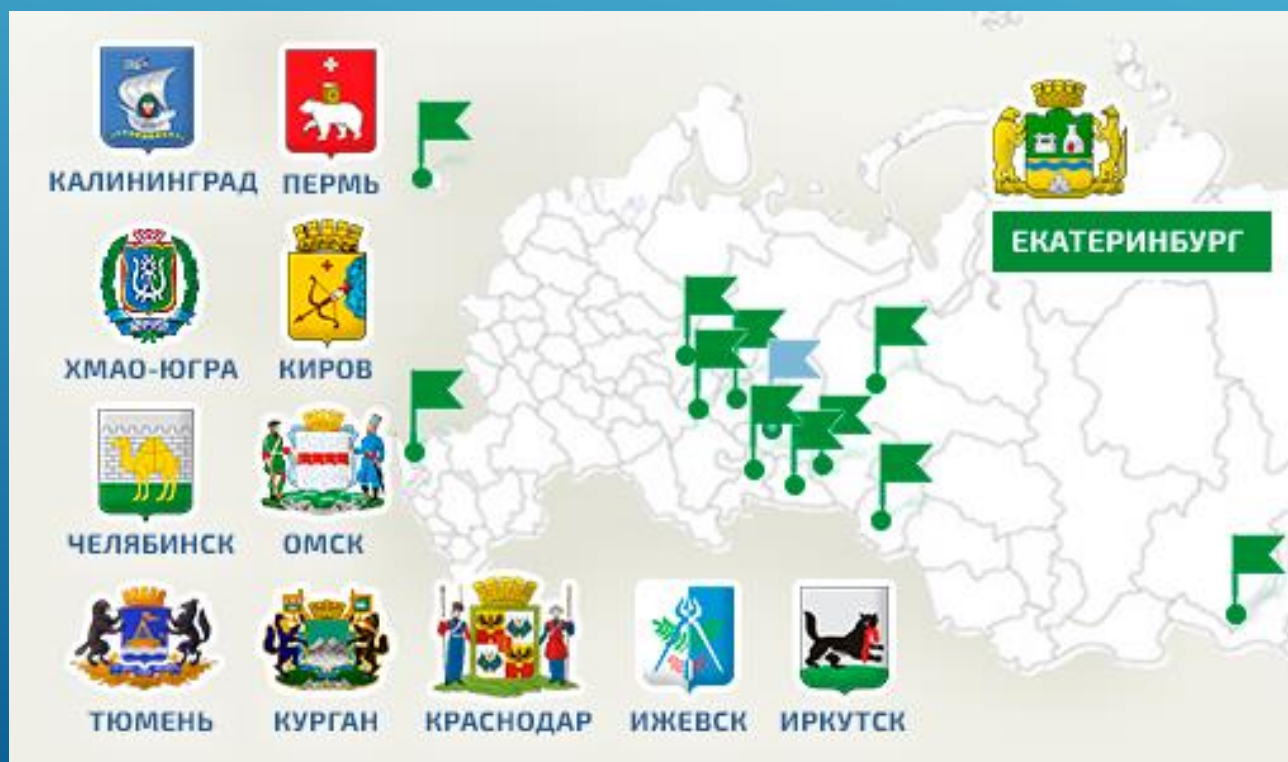 КАЛИНИНГРАД ПЕРМЬ
ЕКАТЕРИНБУРГ
ХМАО-ЮГРА КИРОВ
ЧЕЛЯБИНСК ОМСК
ТЮМЕНЬ КУРГАН КРАСНОДАР ИЖЕВСК ИРКУТСК